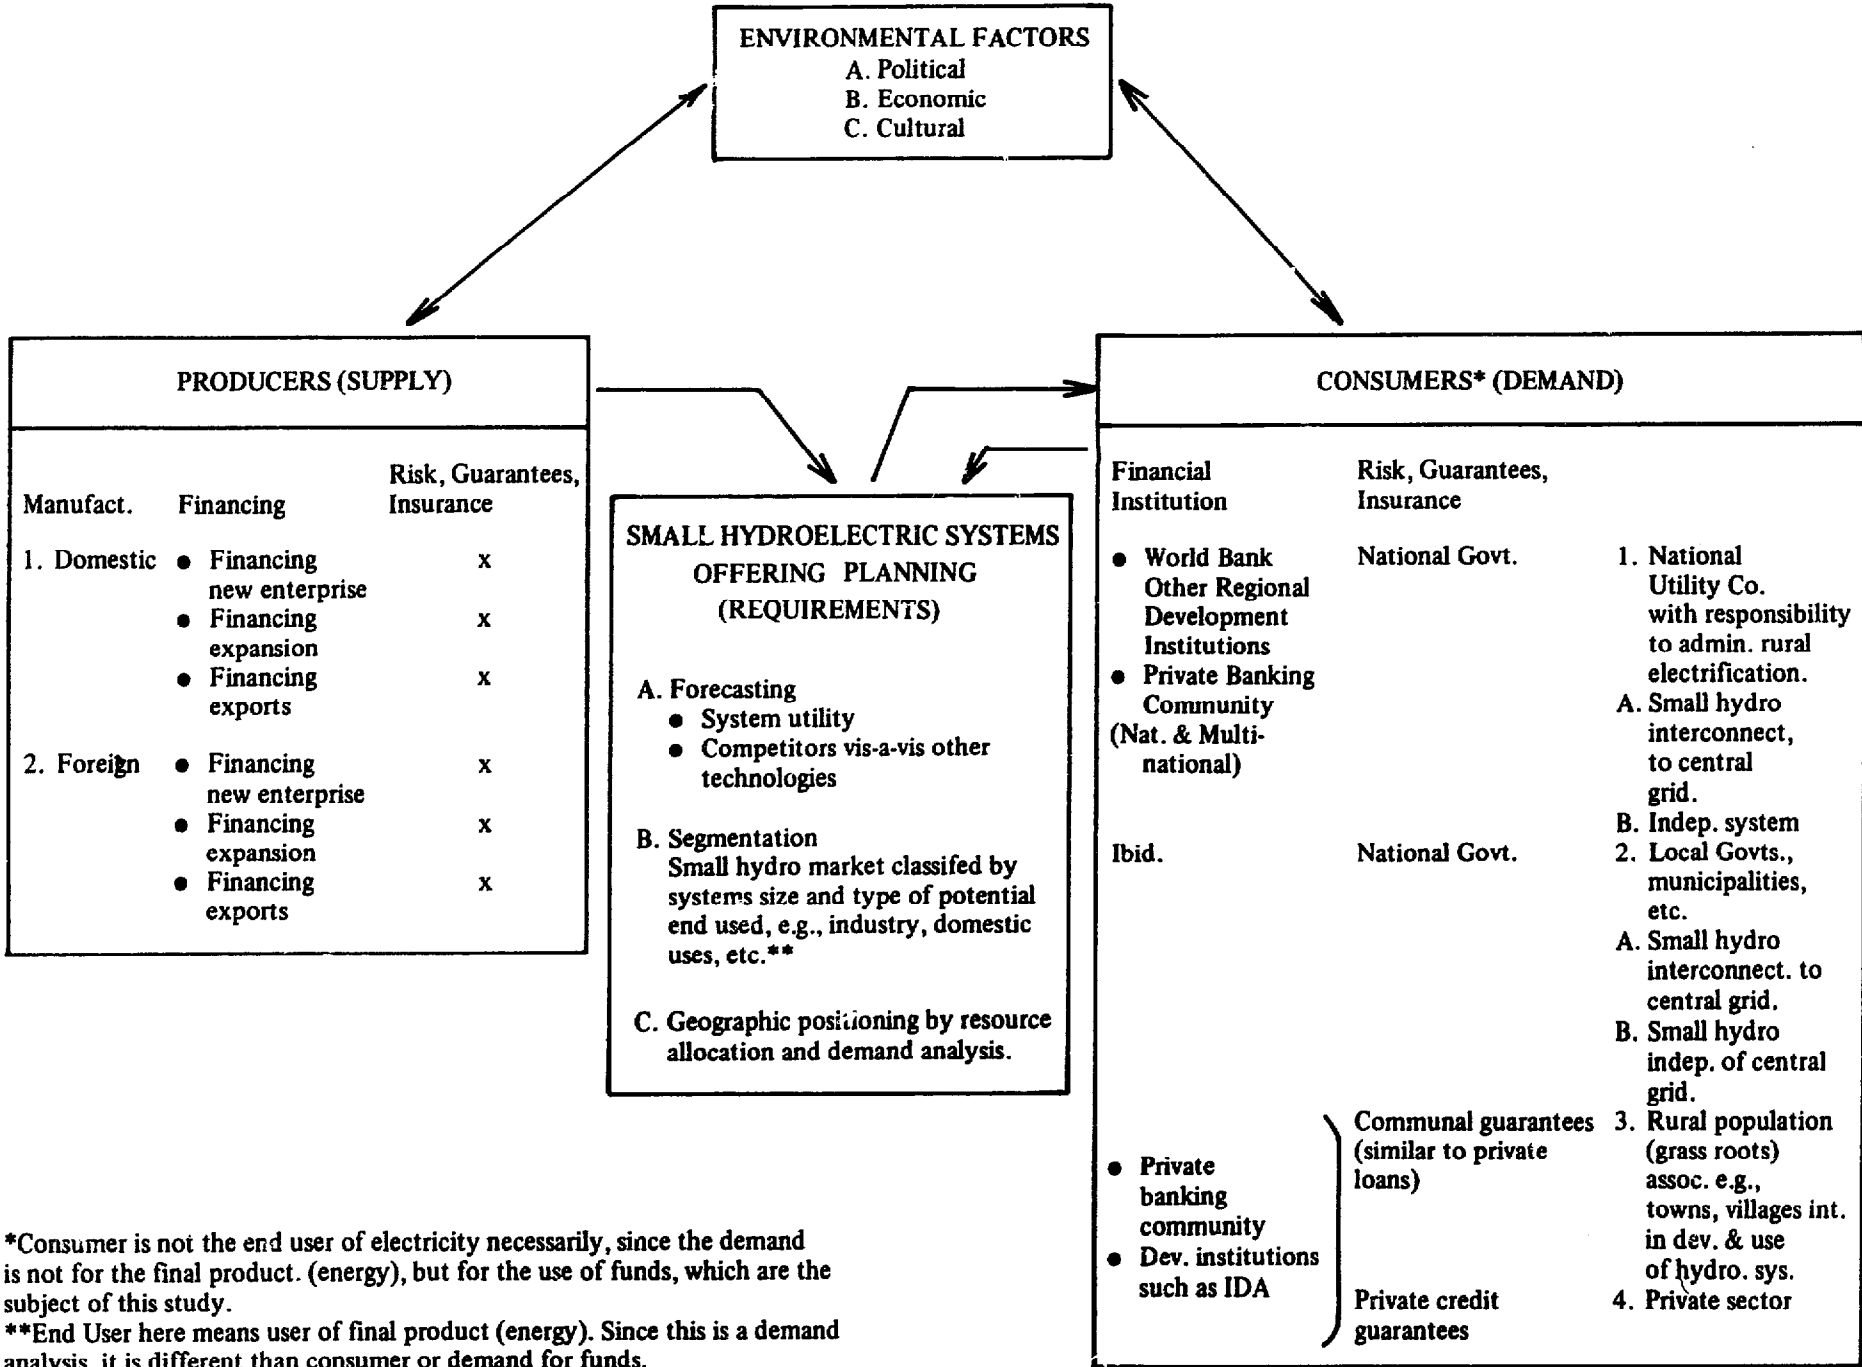 ENVIRONMENTAL FACTORS
A. Political
B. Economic
C. Cultural
PRODUCERS (SUPPLY)
Manufact.
Financing
Risk, Guarantees,
Insurance
1. Domestic
● Financing
new enterprise
x
● Financing
expansion
x
● Financing
exports
x
2. Foreign
● Financing
new enterprise
x
● Financing
expansion
x
● Financing
exports
x
SMALL HYDROELECTRIC SYSTEMS
OFFERING PLANNING
(REQUIREMENTS)
A. Forecasting
● System utility
● Competitors vis-a-vis other
technologies
B. Segmentation
Small hydro market classifed by
systems size and type of potential
end used, e.g., industry, domestic
uses, etc.**
C. Geographic positioning by resource
allocation and demand analysis.
CONSUMERS* (DEMAND)
Financial
Institution
Risk, Guarantees,
Insurance
● World Bank
Other Regional
Development
Institutions
● Private Banking
Community
(Nat. & Multi-
national)
National Govt.
1. National
Utility Co.
with responsibility
to admin. rural
electrification.
A. Small hydro
interconnect,
to central
grid.
B. Indep. system
Ibid.
National Govt.
2. Local Govts.,
municipalities,
etc.
A. Small hydro
interconnect. to
central grid.
B. Small hydro
indep. of central
grid.
● Private
banking
community
● Dev. institutions
such as IDA
Communal guarantees
(similar to private
loans)
3. Rural population
(grass roots)
assoc. e.g.,
towns, villages int.
in dev. & use
of hydro. sys.
Private credit
guarantees
4. Private sector
*Consumer is not the end user of electricity necessarily, since the demand
is not for the final product. (energy), but for the use of funds, which are the
subject of this study.
**End User here means user of final product (energy). Since this is a demand
analysis, it is different than consumer or demand for funds.